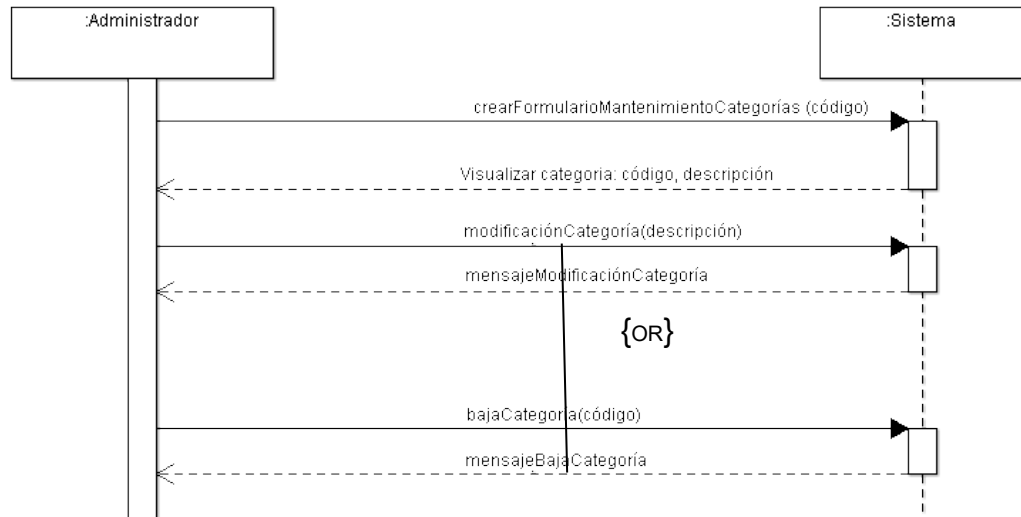 :Administrador
:Sistema
crearFormularioMantenimientoCategorías (código)
Visualizar categoria: código, descripción
modificaciónCategoría(descripción)
mensajeModificaciónCategoría
{OR}
bajaCategoría(código)
mensajeBajaCategoría